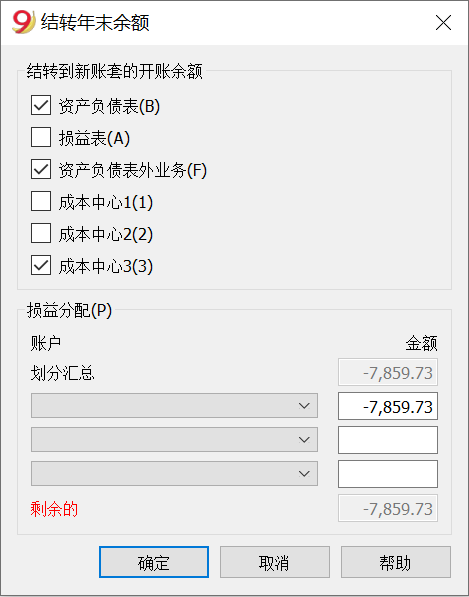 结转年末余额
结转到新账套的开账余额
资产负债表(B)
损益表(A)
资产负债表外业务(F)
成本中心1(1)
成本中心2(2)
成本中心3(3)
损益分配(P)
账户 金额
划分汇总 -7,859.73
-7,859.73
剩余的 -7,859.73
确定 取消 帮助